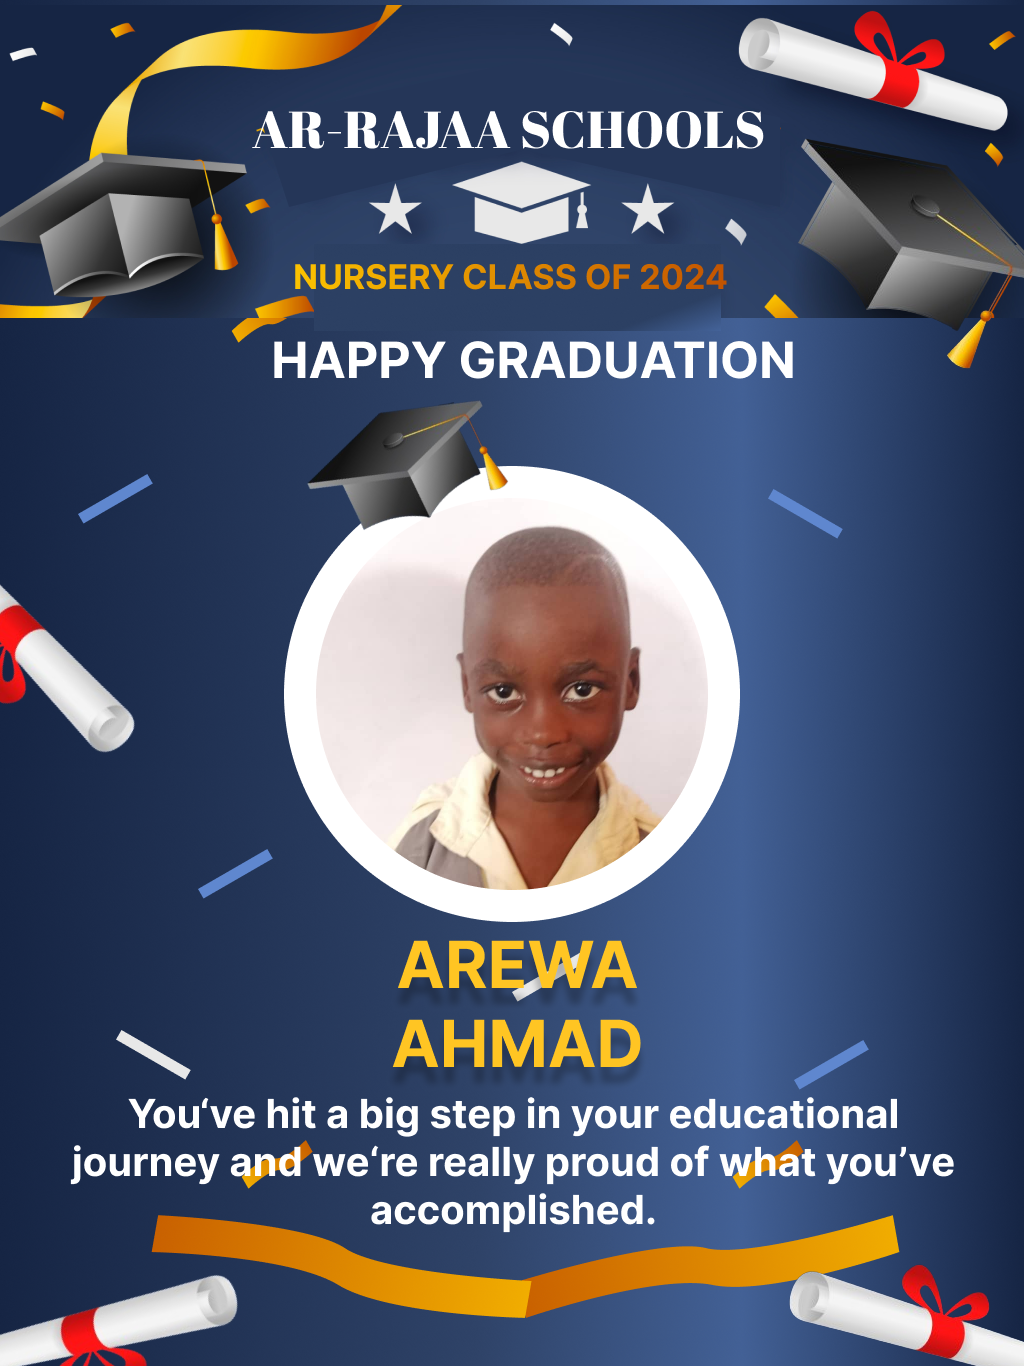 AR-RAJAA SCHOOLS
NURSERY CLASS OF 2024
HAPPY GRADUATION
AREWA
AHMAD
You‘ve hit a big step in your educational
journey and we‘re really proud of what you’ve
accomplished.